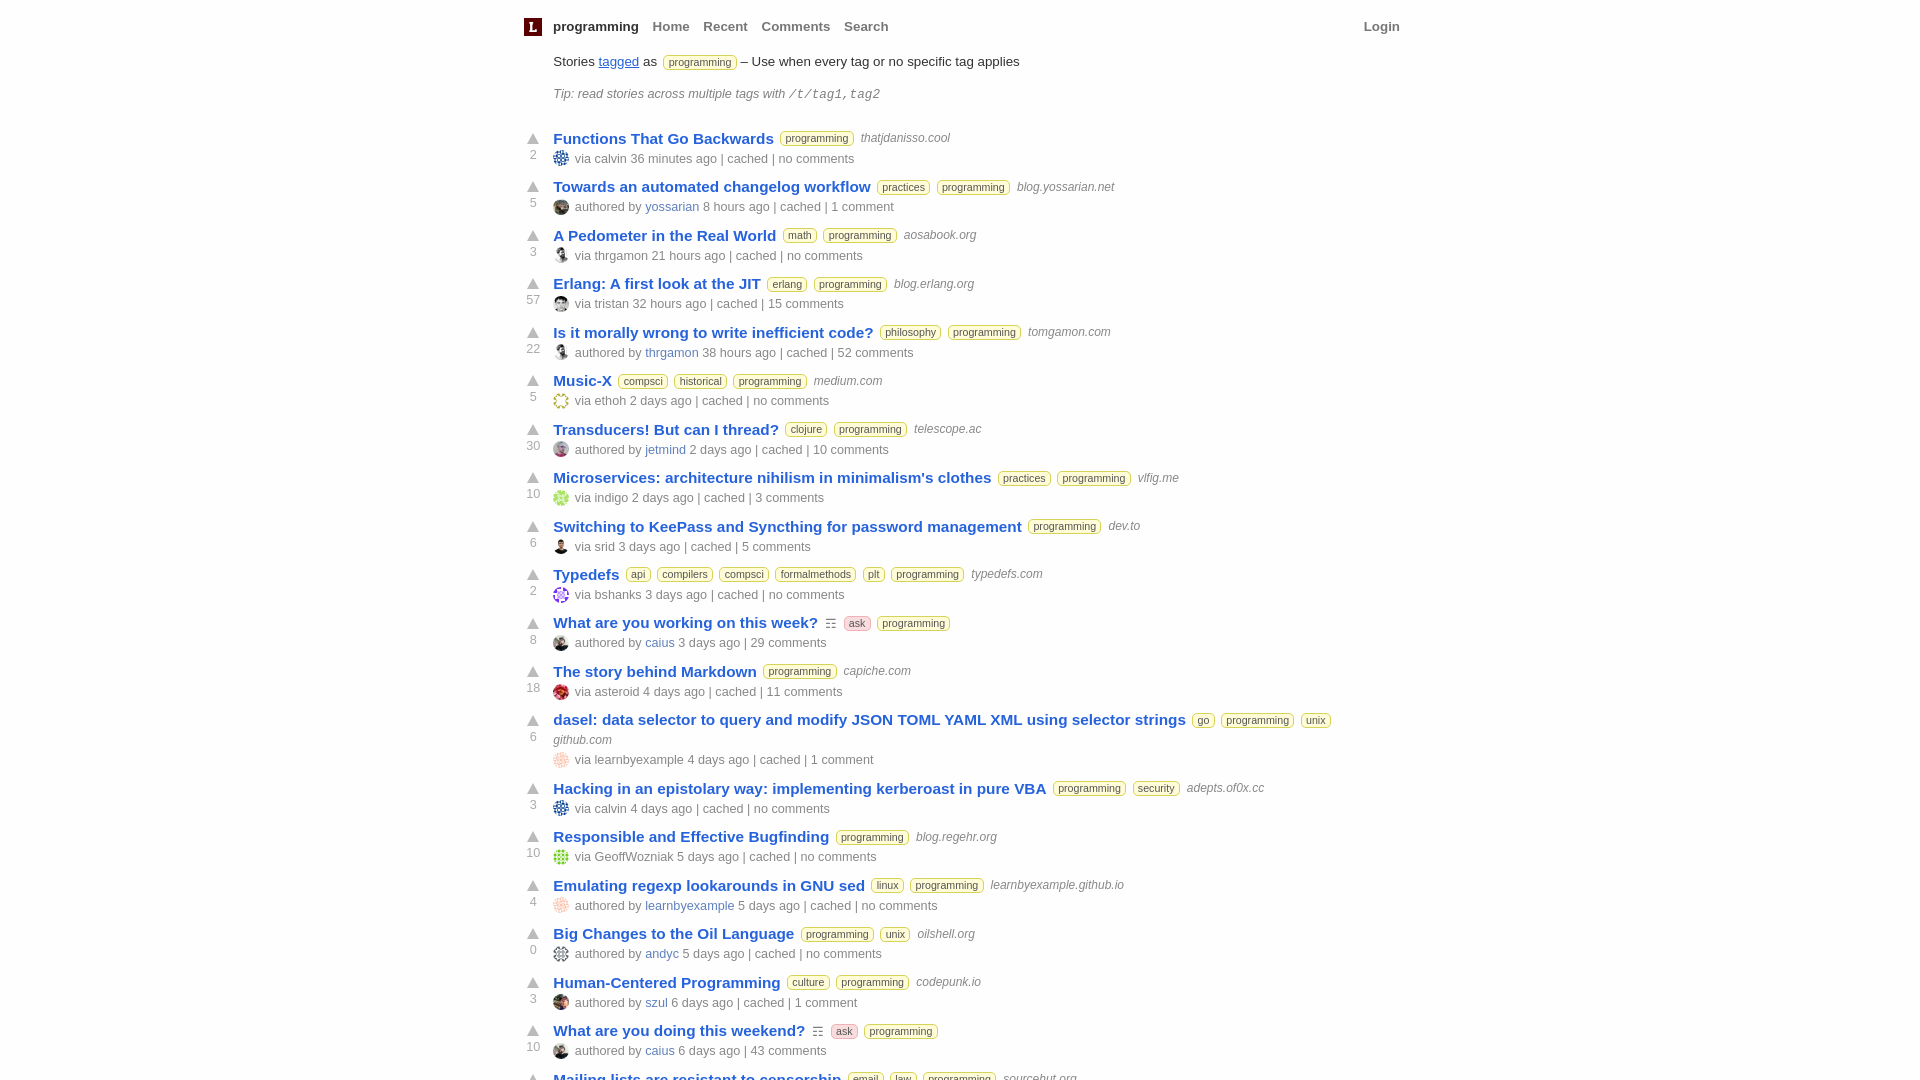 L programming Home Recent Comments Search Login
Stories tagged as programming – Use when every tag or no specific tag applies
Tip: read stories across multiple tags with /t/tag1,tag2
Functions That Go Backwards programming thatjdanisso.cool
2
via calvin 36 minutes ago | cached | no comments
Towards an automated changelog workflow practices programming blog.yossarian.net
5
authored by yossarian 8 hours ago | cached | 1 comment
A Pedometer in the Real World math programming aosabook.org
3
via thrgamon 21 hours ago | cached | no comments
Erlang: A first look at the JIT erlang programming blog.erlang.org
57
via tristan 32 hours ago | cached | 15 comments
Is it morally wrong to write inefficient code? philosophy programming tomgamon.com
22
authored by thrgamon 38 hours ago | cached | 52 comments
Music-X compsci historical programming medium.com
5
via ethoh 2 days ago | cached | no comments
Transducers! But can I thread? clojure programming telescope.ac
30
authored by jetmind 2 days ago | cached | 10 comments
Microservices: architecture nihilism in minimalism's clothes practices programming vlfig.me
10
via indigo 2 days ago | cached | 3 comments
Switching to KeePass and Syncthing for password management programming dev.to
6
via srid 3 days ago | cached | 5 comments
Typedefs api compilers compsci formalmethods plt programming typedefs.com
2
via bshanks 3 days ago | cached | no comments
What are you working on this week? ☶ ask programming
8
authored by caius 3 days ago | 29 comments
The story behind Markdown programming capiche.com
18
via asteroid 4 days ago | cached | 11 comments
dasel: data selector to query and modify JSON TOML YAML XML using selector strings go programming unix
6
github.com
via learnbyexample 4 days ago | cached | 1 comment
Hacking in an epistolary way: implementing kerberoast in pure VBA programming security adepts.of0x.cc
3
via calvin 4 days ago | cached | no comments
Responsible and Effective Bugfinding programming blog.regehr.org
10
via GeoffWozniak 5 days ago | cached | no comments
Emulating regexp lookarounds in GNU sed linux programming learnbyexample.github.io
4
authored by learnbyexample 5 days ago | cached | no comments
Big Changes to the Oil Language programming unix oilshell.org
0
authored by andyc 5 days ago | cached | no comments
Human-Centered Programming culture programming codepunk.io
3
authored by szul 6 days ago | cached | 1 comment
What are you doing this weekend? ☶ ask programming
10
authored by caius 6 days ago | 43 comments
Mailing lists are resistant to censorship email law programming sourcehut.org